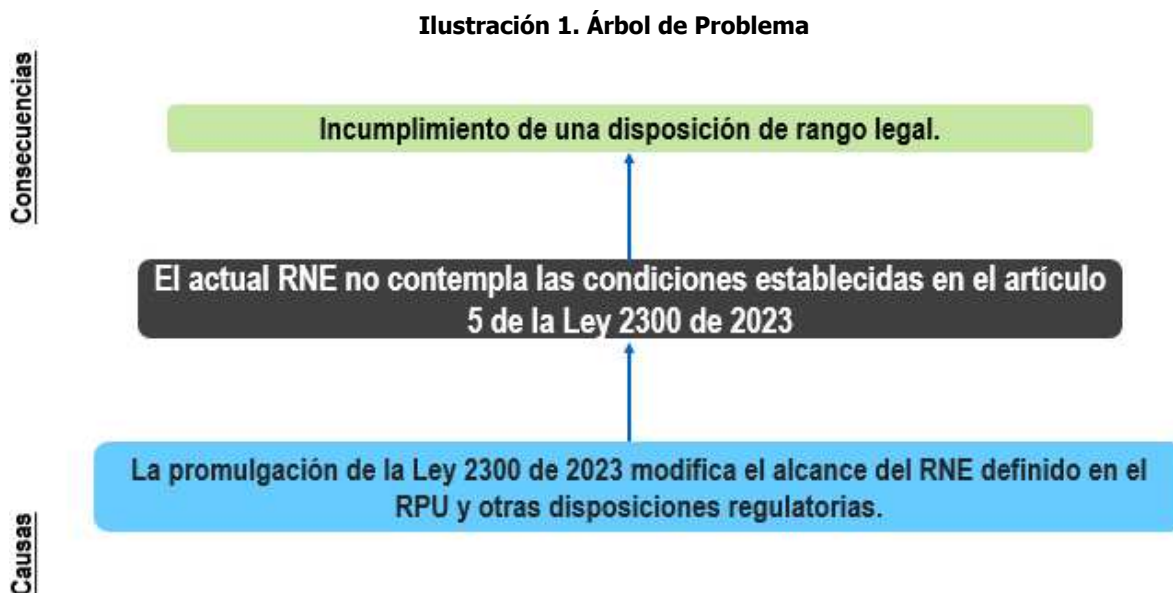 Ilustración 1. Árbol de Problema
Consecuencias
Incumplimiento de una disposición de rango legal.
El actual RNE no contempla las condiciones establecidas en el artículo
5 de la Ley 2300 de 2023
La promulgación de la Ley 2300 de 2023 modifica el alcance del RNE definido en el
RPU y otras disposiciones regulatorias.
Causas